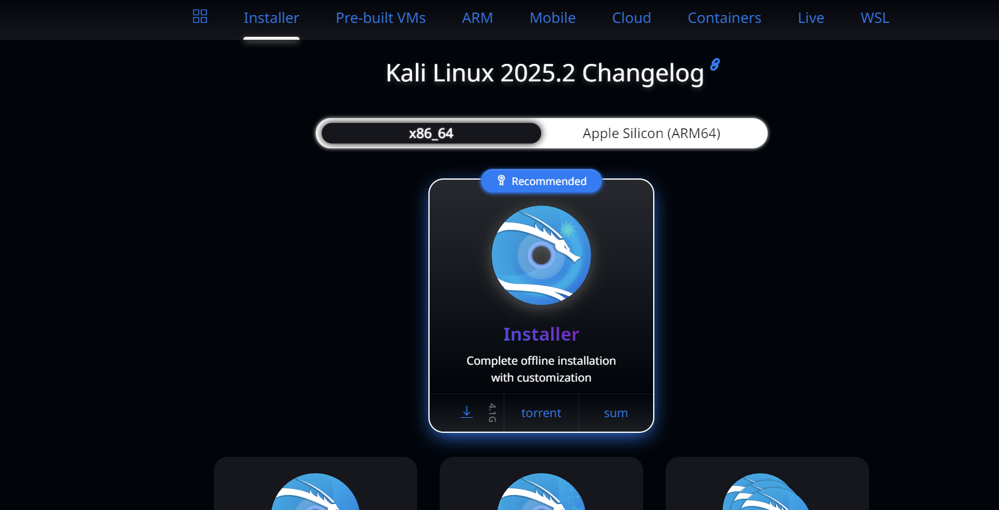 Installer Pre-built VMs ARM Mobile Cloud Containers Live WSL
Kali Linux 2025.2 Changelog
x86_64 Apple Silicon (ARM64)
Recommended
Installer
Complete offline installation
with customization
4.1G torrent sum